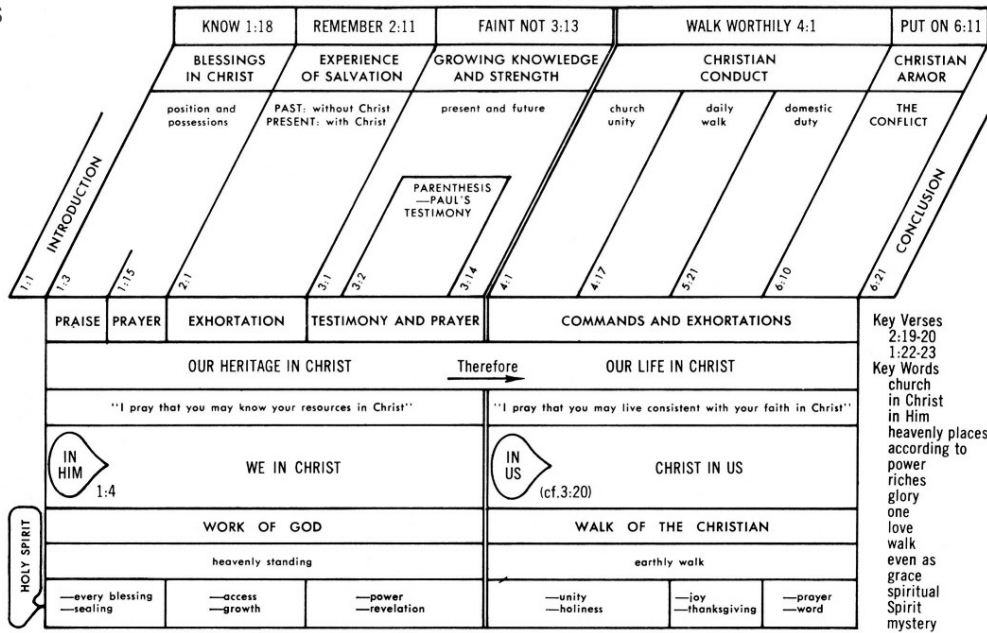 S
KNOW 1:18
REMEMBER 2:11
FAINT NOT 3:13
WALK WORTHILY 4:1
PUT ON 6:11
BLESSINGS
IN CHRIST
EXPERIENCE
OF SALVATION
GROWING KNOWLEDGE
AND STRENGTH
CHRISTIAN
CONDUCT
CHRISTIAN
ARMOR
position and
possessions
PAST: without Christ
PRESENT: with Christ
present and future
church
unity
daily
walk
domestic
duty
THE
CONFLICT
PARENTHESIS
—PAUL'S
TESTIMONY
INTRODUCTION
CONCLUSION
1:1
1:3
1:15
2:1
3:1
3:2
3:14
4:1
4:17
5:21
6:10
6:21
PRAISE
PRAYER
EXHORTATION
TESTIMONY AND PRAYER
COMMANDS AND EXHORTATIONS
OUR HERITAGE IN CHRIST
Therefore
OUR LIFE IN CHRIST
"I pray that you may know your resources in Christ"
"I pray that you may live consistent with your faith in Christ"
IN
HIM
1:4
WE IN CHRIST
IN
US
(cf.3:20)
CHRIST IN US
WORK OF GOD
WALK OF THE CHRISTIAN
heavenly standing
earthly walk
HOLY SPIRIT
—every blessing
—sealing
—access
—growth
—power
—revelation
—unity
—holiness
—joy
—thanksgiving
—prayer
—word
Key Verses
2:19-20
1:22-23
Key Words
church
in Christ
in Him
heavenly places
according to
power
riches
glory
one
love
walk
even as
grace
spiritual
Spirit
mystery